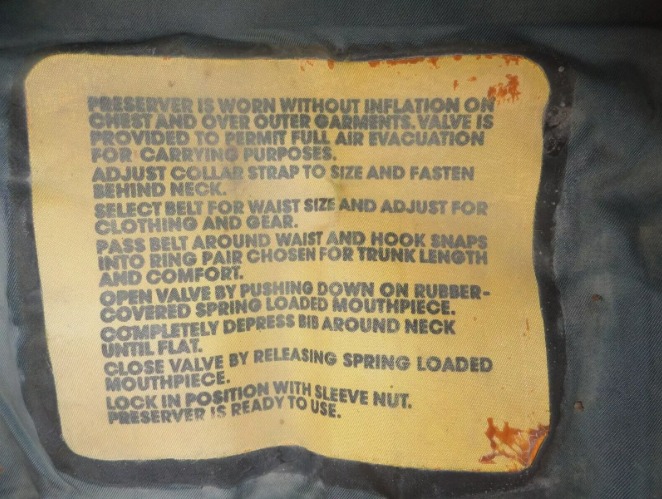 PRESERVER IS WORN WITHOUT INFLATION ON
CHEST AND OVER OUTER GARMENTS. VALVE IS
PROVIDED TO PERMIT FULL AIR EVACUATION
FOR CARRYING PURPOSES.
ADJUST COLLAR STRAP TO SIZE AND FASTEN
BEHIND NECK.
SELECT BELT FOR WAIST SIZE AND ADJUST FOR
CLOTHING AND GEAR.
PASS BELT AROUND WAIST AND HOOK SNAPS
INTO RING PAIR CHOSEN FOR TRUNK LENGTH
AND COMFORT.
OPEN VALVE BY PUSHING DOWN ON RUBBER-
COVERED SPRING LOADED MOUTHPIECE.
COMPLETELY DEPRESS BIB AROUND NECK
UNTIL FLAT.
CLOSE VALVE BY RELEASING SPRING LOADED
MOUTHPIECE.
LOCK IN POSITION WITH SLEEVE NUT.
PRESERVER IS READY TO USE.